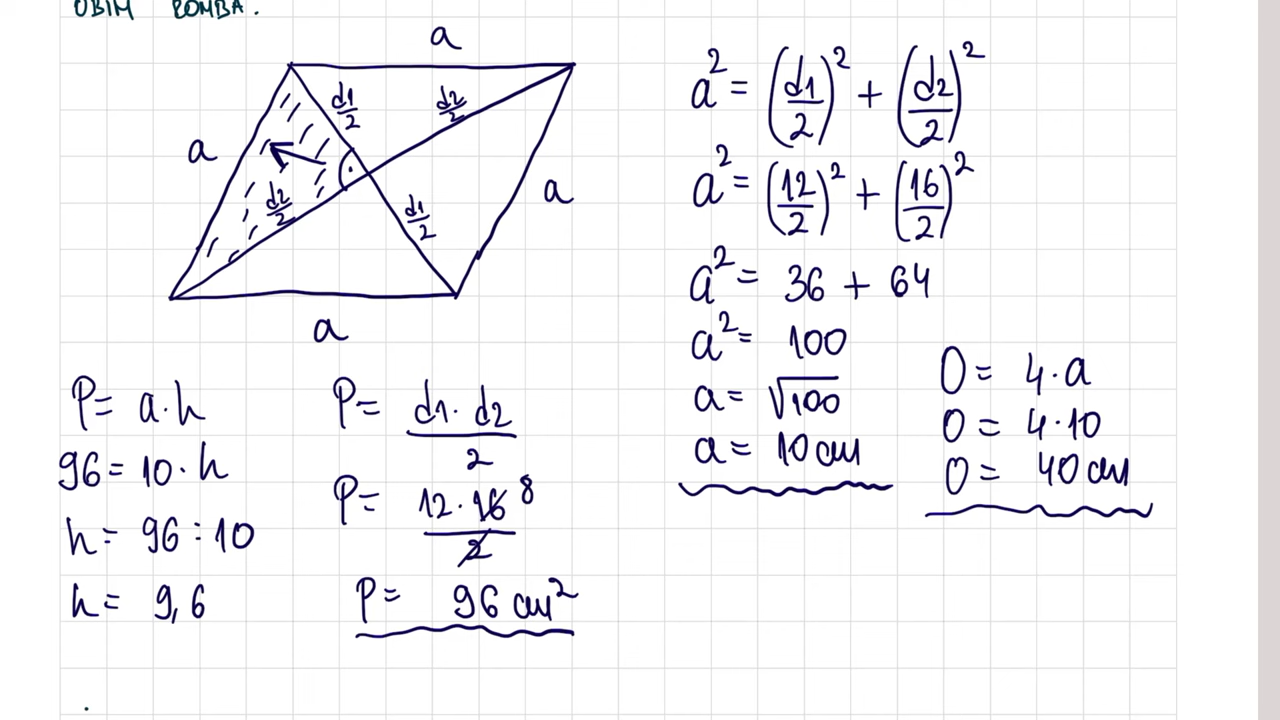 OBIM ROMBA.
a
d1/2
d2/2
a
d2/2
d1/2
a
a
a² = (d1/2)² + (d2/2)²
a² = (12/2)² + (16/2)²
a² = 36 + 64
a² = 100
a = √100
a = 10 cm
O = 4·a
O = 4·10
O = 40 cm
P = a·h
96 = 10·h
h = 96 : 10
h = 9,6
P = d1·d2/2
P = 12·16 8/2
P = 96 cm²